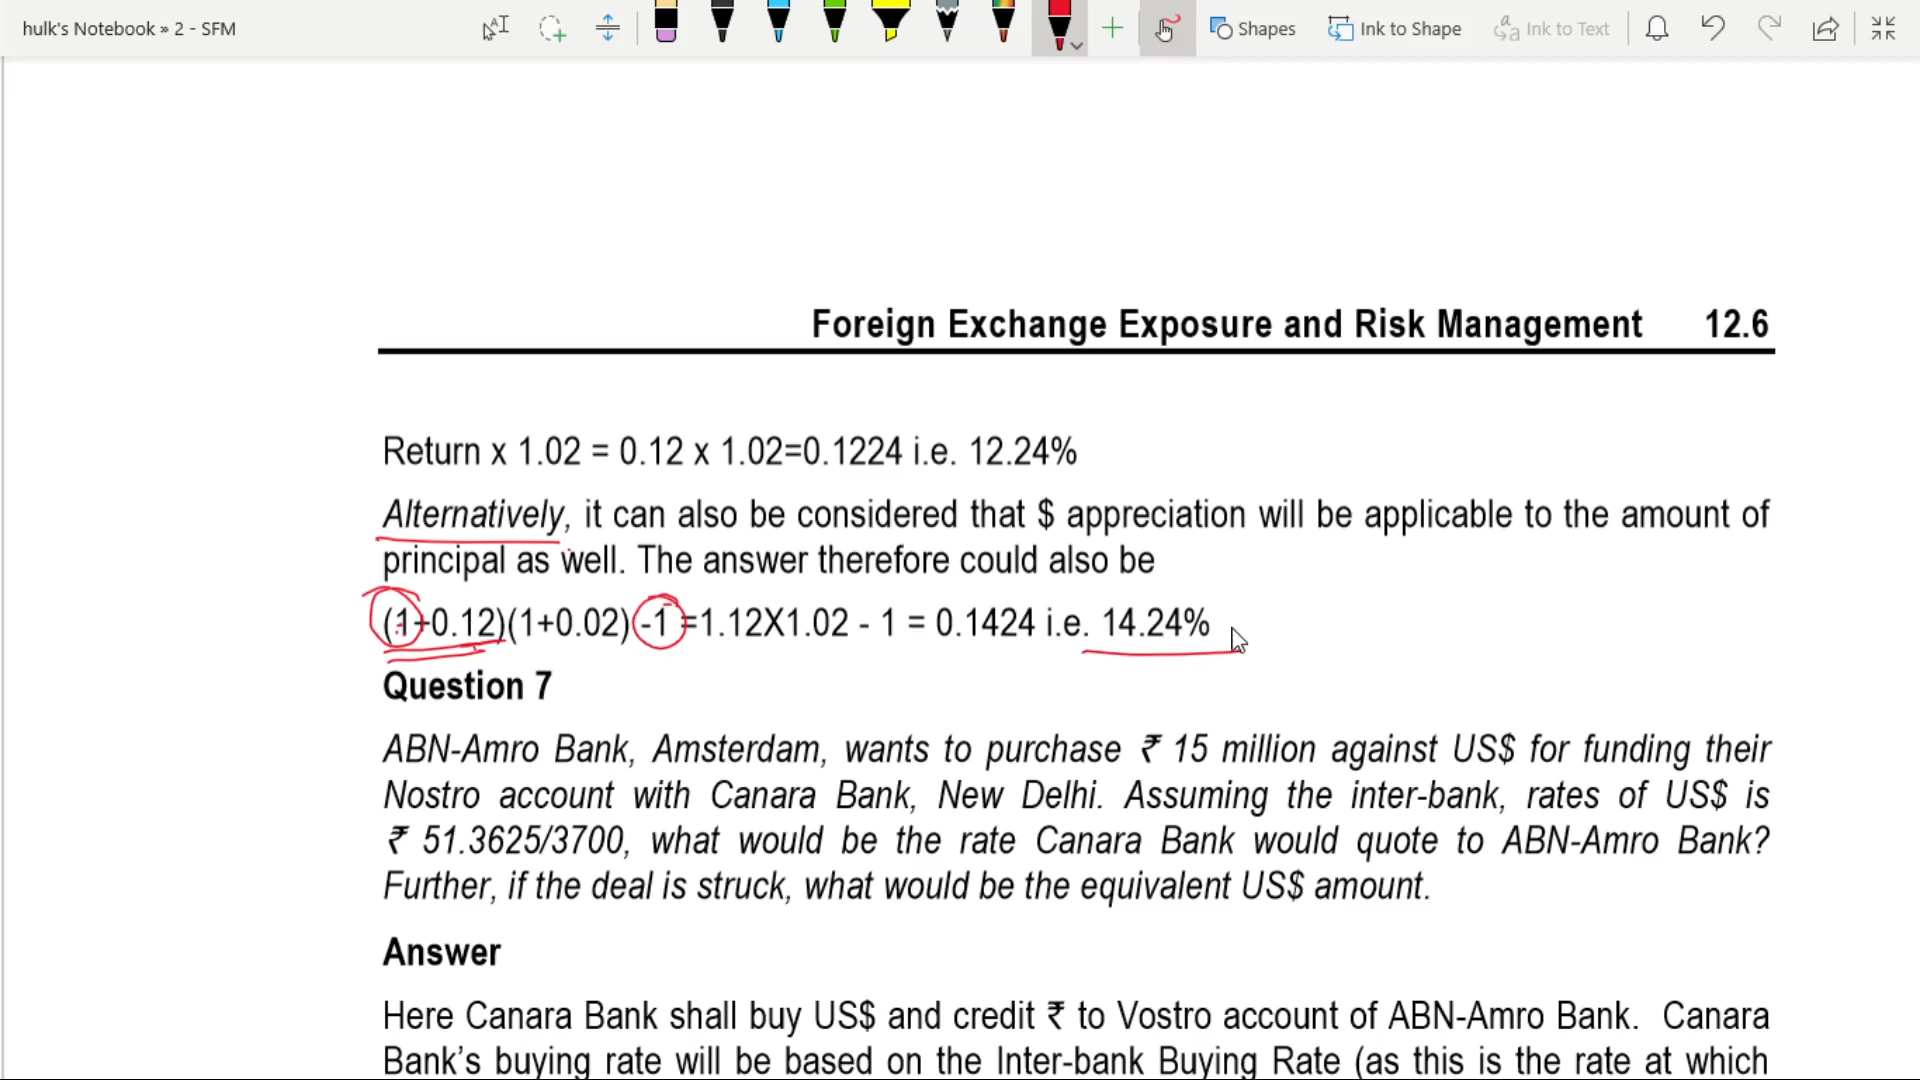 hulk's Notebook » 2 - SFM
Shapes
Ink to Shape
Ink to Text
Foreign Exchange Exposure and Risk Management 12.6
Return x 1.02 = 0.12 x 1.02=0.1224 i.e. 12.24%
Alternatively, it can also be considered that $ appreciation will be applicable to the amount of
principal as well. The answer therefore could also be
(1+0.12)(1+0.02) -1 =1.12X1.02 - 1 = 0.1424 i.e. 14.24%
Question 7
ABN-Amro Bank, Amsterdam, wants to purchase ₹ 15 million against US$ for funding their
Nostro account with Canara Bank, New Delhi. Assuming the inter-bank, rates of US$ is
₹ 51.3625/3700, what would be the rate Canara Bank would quote to ABN-Amro Bank?
Further, if the deal is struck, what would be the equivalent US$ amount.
Answer
Here Canara Bank shall buy US$ and credit ₹ to Vostro account of ABN-Amro Bank. Canara
Bank's buying rate will be based on the Inter-bank Buying Rate (as this is the rate at which